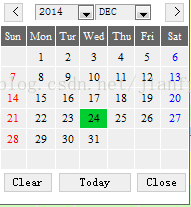 2014 DEC
Sun Mon Tur Wed Thu Fri Sat
1 2 3 4 5 6
7 8 9 10 11 12 13
14 15 16 17 18 19 20
21 22 23 24 25 26 27
28 29 30 31
Clear Today Close